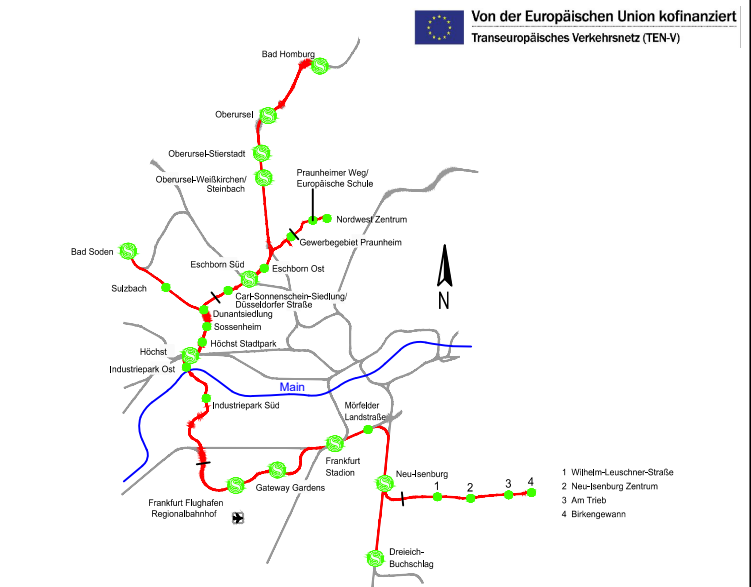 Von der Europäischen Union kofinanziert
Transeuropäisches Verkehrsnetz (TEN-V)
Bad Homburg
Oberursel
Oberursel-Stierstadt
Oberursel-Weißkirchen/
Steinbach
Praunheimer Weg/
Europäische Schule
Nordwest Zentrum
Gewerbegebiet Praunheim
Bad Soden
Eschborn Süd
Eschborn Ost
Sulzbach
Carl-Sonnenschein-Siedlung/
Düsseldorfer Straße
Dunantsiedlung
Sossenheim
N
Höchst Stadtpark
Höchst
Industriepark Ost
Main
Industriepark Süd
Mörfelder
Landstraße
Frankfurt
Stadion
Neu-Isenburg
Gateway Gardens
Frankfurt Flughafen
Regionalbahnhof
1
2
3
4
1 Wilhelm-Leuschner-Straße
2 Neu-Isenburg Zentrum
3 Am Trieb
4 Birkengewann
Dreieich-
Buchschlag